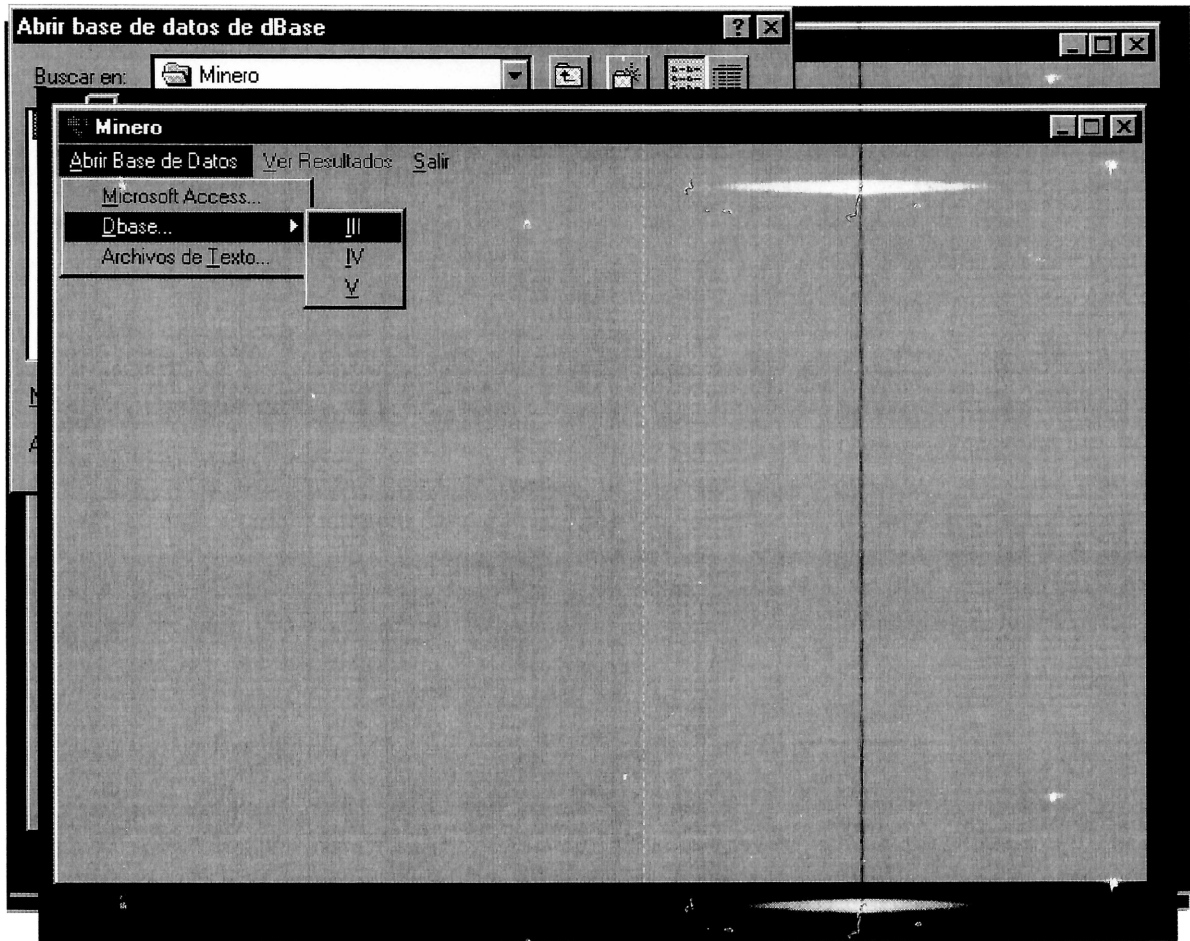 Abrir base de datos de dBase
Buscar en: Minero
Minero
Abrir Base de Datos Ver Resultados Salir
Microsoft Access...
Dbase... III
Archivos de Texto... IV
V
N
A